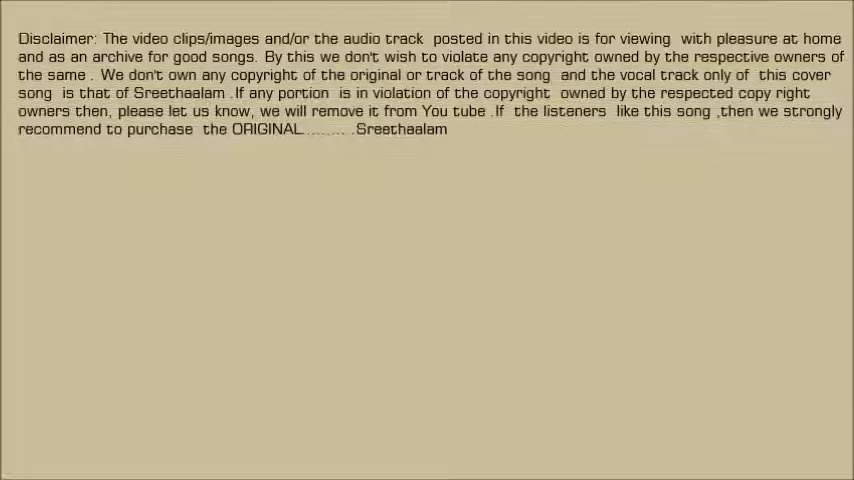 Disclaimer: The video clips/images and/or the audio track posted in this video is for viewing with pleasure at home
and as an archive for good songs. By this we don't wish to violate any copyright owned by the respective owners of
the same . We don't own any copyright of the original or track of the song and the vocal track only of this cover
song is that of Sreethaalam .If any portion is in violation of the copyright owned by the respected copy right
owners then, please let us know, we will remove it from You tube .If the listeners like this song ,then we strongly
recommend to purchase the ORIGINAL......... .Sreethaalam